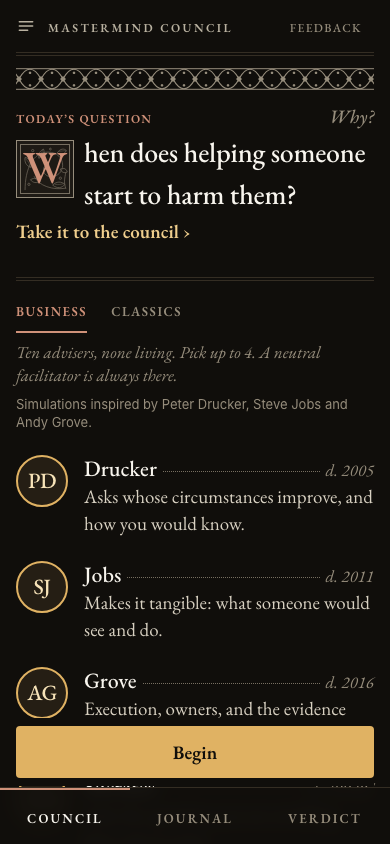 MASTERMIND COUNCIL
FEEDBACK
TODAY'S QUESTION
Why?
When does helping someone
start to harm them?
Take it to the council ›
BUSINESS
CLASSICS
Ten advisers, none living. Pick up to 4. A neutral
facilitator is always there.
Simulations inspired by Peter Drucker, Steve Jobs and
Andy Grove.
PD
Drucker
d. 2005
Asks whose circumstances improve, and
how you would know.
SJ
Jobs
d. 2011
Makes it tangible: what someone would
see and do.
AG
Grove
d. 2016
Execution, owners, and the evidence
Begin
COUNCIL
JOURNAL
VERDICT